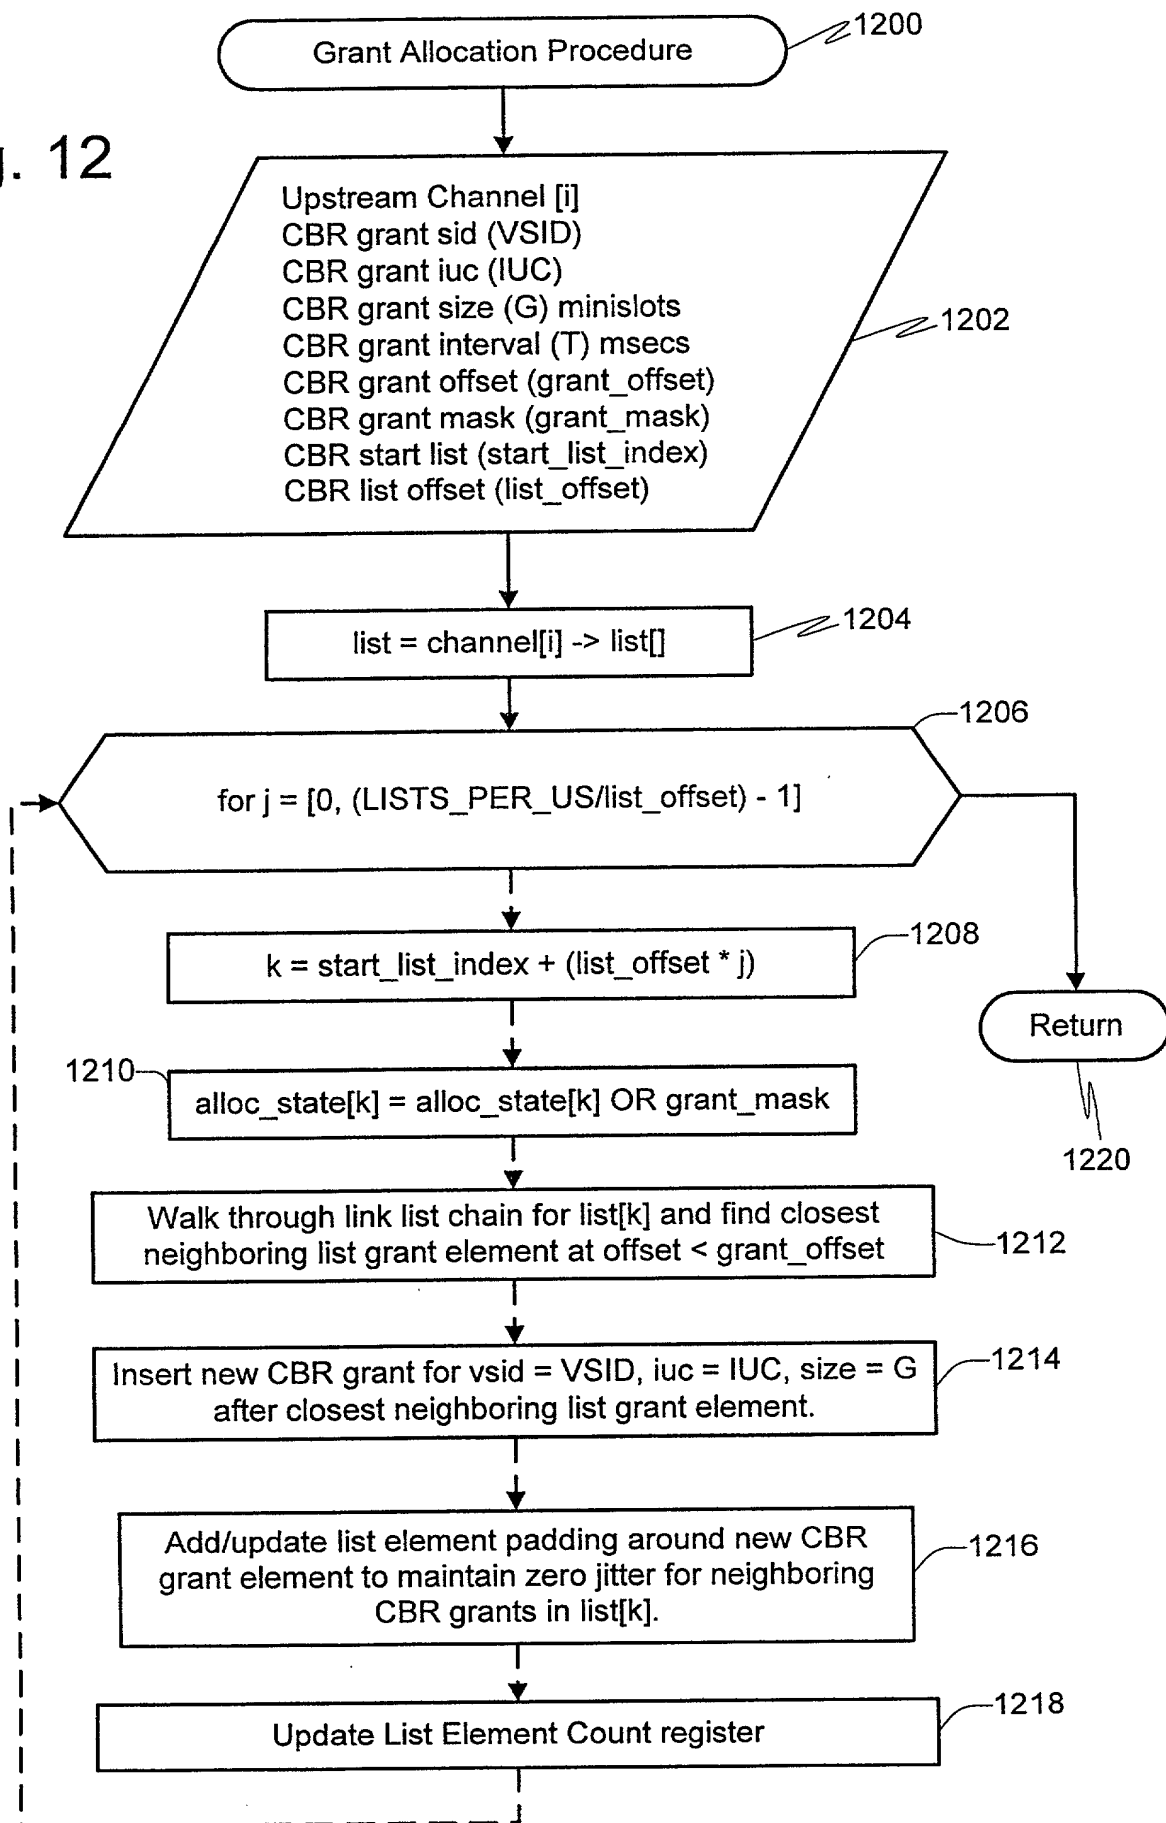 Grant Allocation Procedure
1200
g. 12
Upstream Channel [i]
CBR grant sid (VSID)
CBR grant iuc (IUC)
CBR grant size (G) minislots
CBR grant interval (T) msecs
CBR grant offset (grant_offset)
CBR grant mask (grant_mask)
CBR start list (start_list_index)
CBR list offset (list_offset)
1202
list = channel[i] -> list[]
1204
1206
for j = [0, (LISTS_PER_US/list_offset) - 1]
1208
k = start_list_index + (list_offset * j)
Return
1210
alloc_state[k] = alloc_state[k] OR grant_mask
1220
Walk through link list chain for list[k] and find closest
neighboring list grant element at offset < grant_offset
1212
Insert new CBR grant for vsid = VSID, iuc = IUC, size = G
after closest neighboring list grant element.
1214
Add/update list element padding around new CBR
grant element to maintain zero jitter for neighboring
CBR grants in list[k].
1216
Update List Element Count register
1218